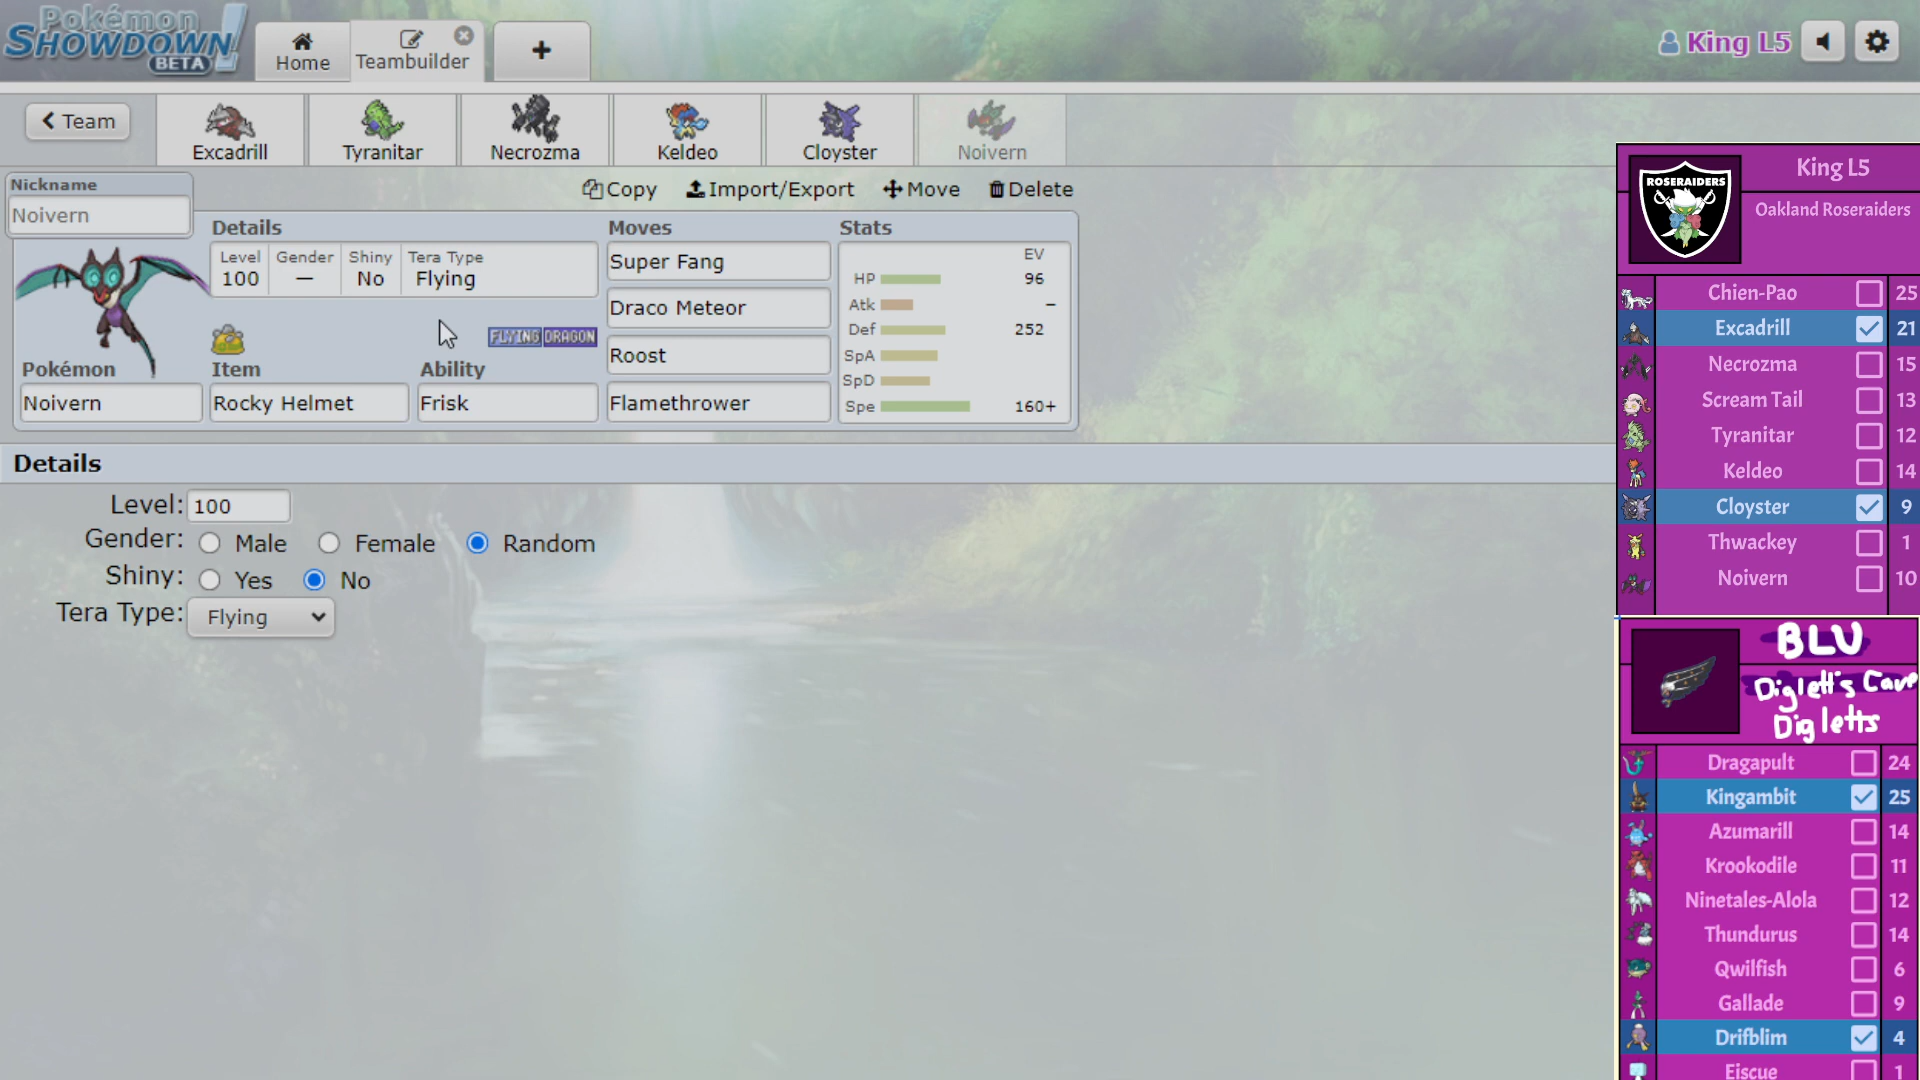 Pokémon
SHOWDOWN!
BETA
Home
Teambuilder
King L5
Team
Excadrill
Tyranitar
Necrozma
Keldeo
Cloyster
Noivern
Nickname
Noivern
Copy
Import/Export
Move
Delete
Details
Level
100
Gender
—
Shiny
No
Tera Type
Flying
FLYING DRAGON
Pokémon
Noivern
Item
Rocky Helmet
Ability
Frisk
Moves
Super Fang
Draco Meteor
Roost
Flamethrower
Stats
EV
HP 96
Atk –
Def 252
SpA
SpD
Spe 160+
Details
Level: 100
Gender: Male Female Random
Shiny: Yes No
Tera Type: Flying
ROSERAIDERS
King L5
Oakland Roseraiders
Chien-Pao 25
Excadrill 21
Necrozma 15
Scream Tail 13
Tyranitar 12
Keldeo 14
Cloyster 9
Thwackey 1
Noivern 10
BLU
Diglett's Cave
Digletts
Dragapult 24
Kingambit 25
Azumarill 14
Krookodile 11
Ninetales-Alola 12
Thundurus 14
Qwilfish 6
Gallade 9
Drifblim 4
Eiscue 1